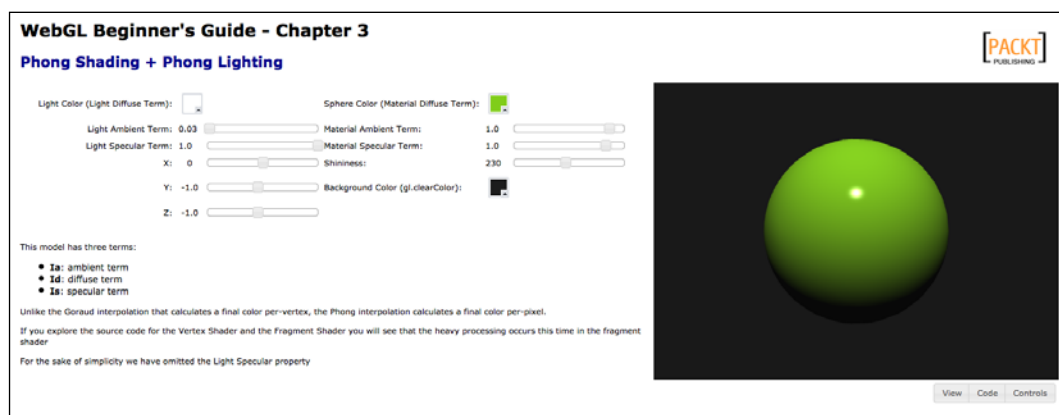 WebGL Beginner's Guide - Chapter 3
Phong Shading + Phong Lighting
[PACKT]
PUBLISHING
Light Color (Light Diffuse Term):
Sphere Color (Material Diffuse Term):
Light Ambient Term: 0.03
Material Ambient Term: 1.0
Light Specular Term: 1.0
Material Specular Term: 1.0
X: 0
Shininess: 230
Y: -1.0
Background Color (gl.clearColor):
Z: -1.0
This model has three terms:
• Ia: ambient term
• Id: diffuse term
• Is: specular term
Unlike the Goraud interpolation that calculates a final color per-vertex, the Phong interpolation calculates a final color per-pixel.
If you explore the source code for the Vertex Shader and the Fragment Shader you will see that the heavy processing occurs this time in the fragment
shader
For the sake of simplicity we have omitted the Light Specular property
View Code Controls